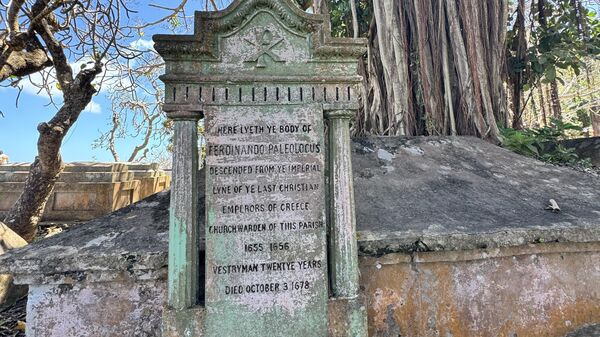 HERE LYETH YE BODY OF
FERDINANDO PALEOLOGUS
DESCENDED FROM YE IMPERIAL
LYNE OF YE LAST CHRISTIAN
EMPERORS OF GREECE
CHURCHWARDEN OF THIS PARISH
1655 1656
VESTRYMAN TWENTYE YEARS
DIED OCTOBER 3 1678